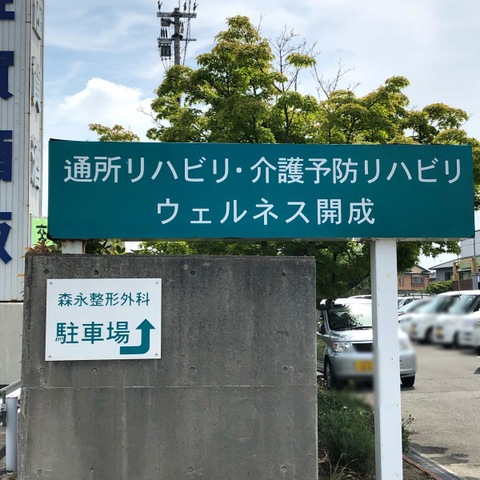 通所リハビリ・介護予防リハビリ
ウェルネス開成
森永整形外科
駐車場